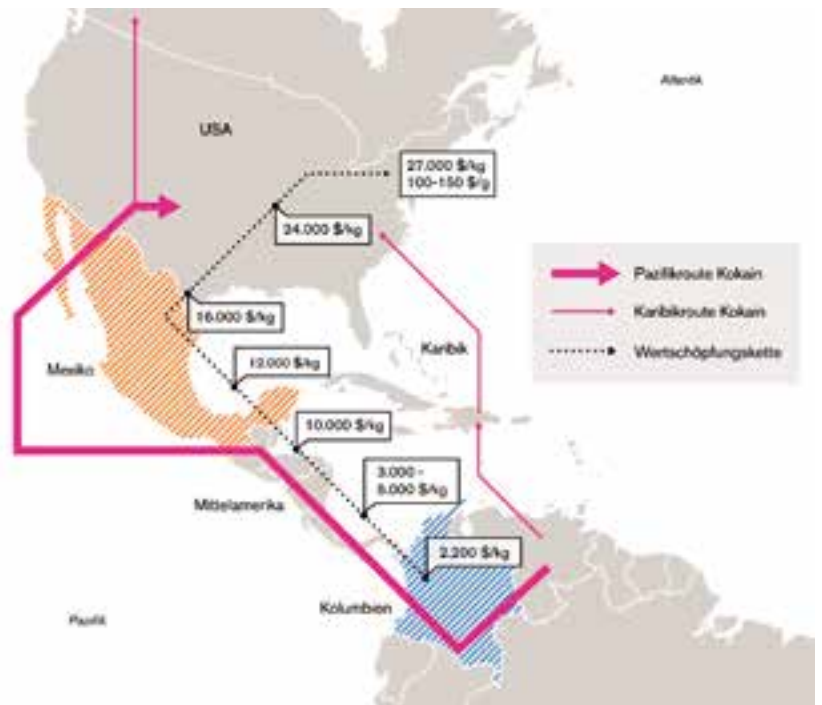 Atlantik
USA
27.000 $/kg
100-150 $/g
24.000 $/kg
16.000 $/kg
12.000 $/kg
Mexiko
Karibik
10.000 $/kg
3.000 -
8.000 $/kg
Mittelamerika
2.200 $/kg
Kolumbien
Pazifik
Pazifikroute Kokain
Karibikroute Kokain
Wertschöpfungskette